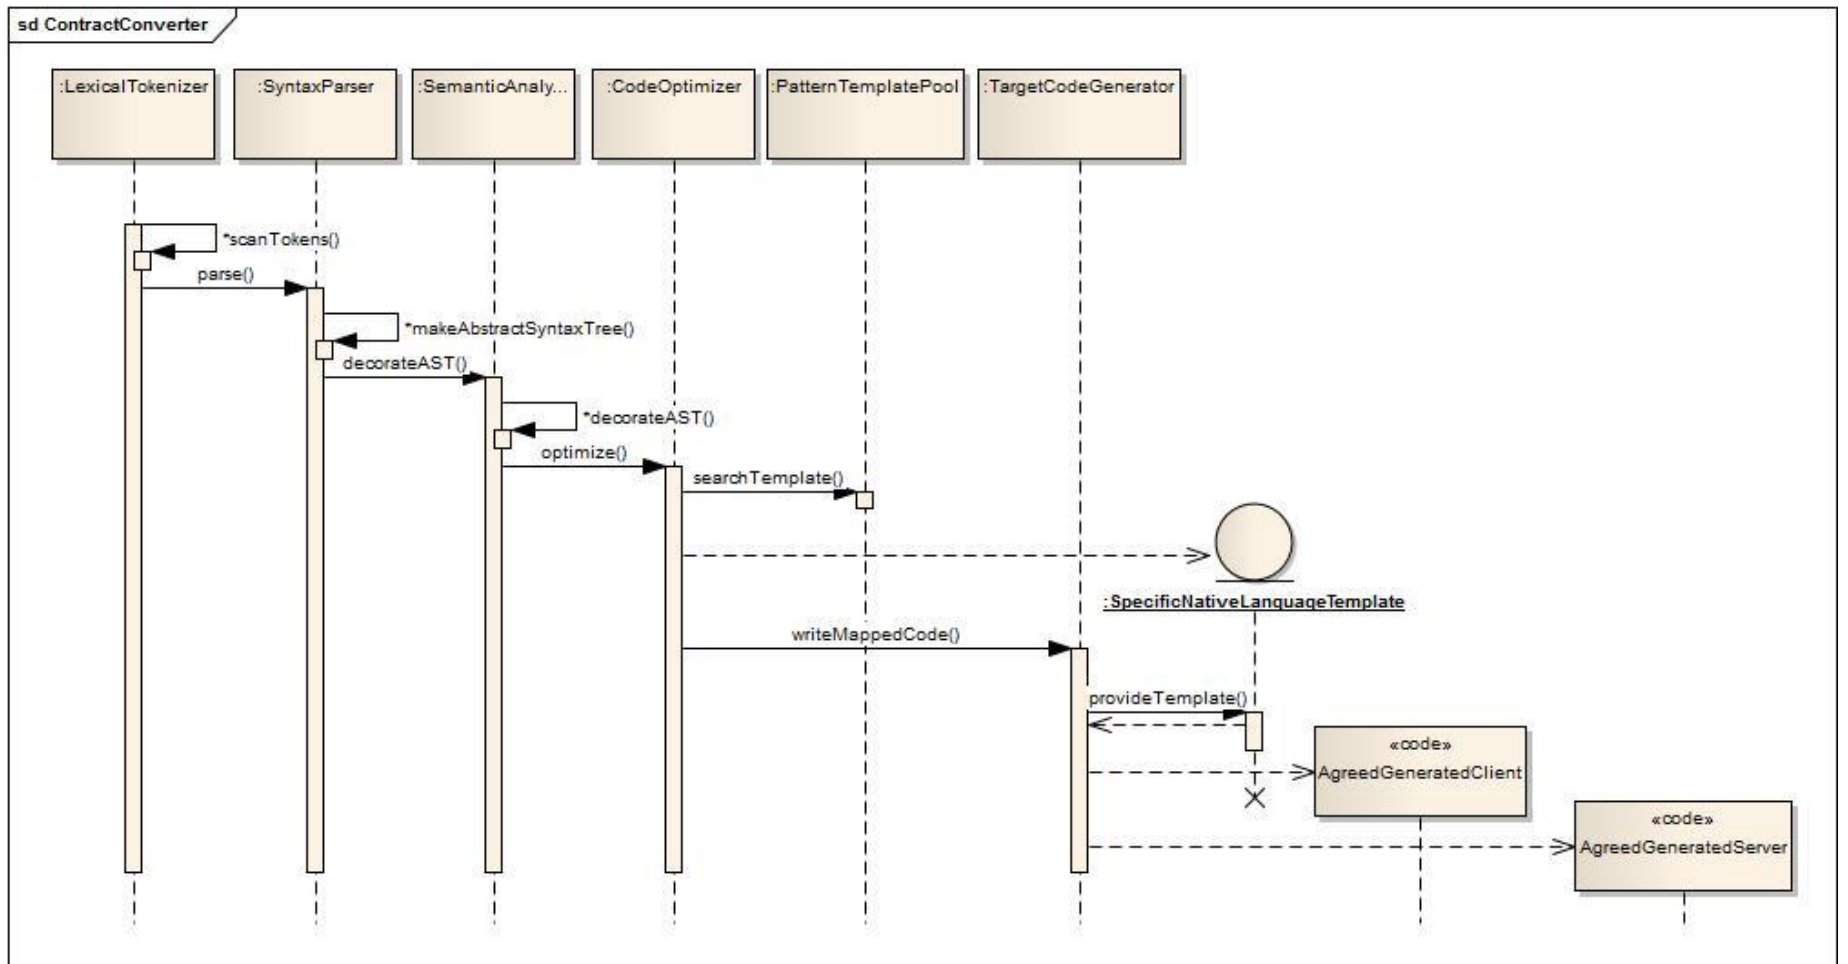 sd ContractConverter
:LexicalTokenizer
:SyntaxParser
:SemanticAnaly...
:CodeOptimizer
:PatternTemplatePool
:TargetCodeGenerator
*scanTokens()
parse()
*makeAbstractSyntaxTree()
decorateAST()
*decorateAST()
optimize()
searchTemplate()
:SpecificNativeLanguageTemplate
writeMappedCode()
provideTemplate()
«code»
AgreedGeneratedClient
«code»
AgreedGeneratedServer